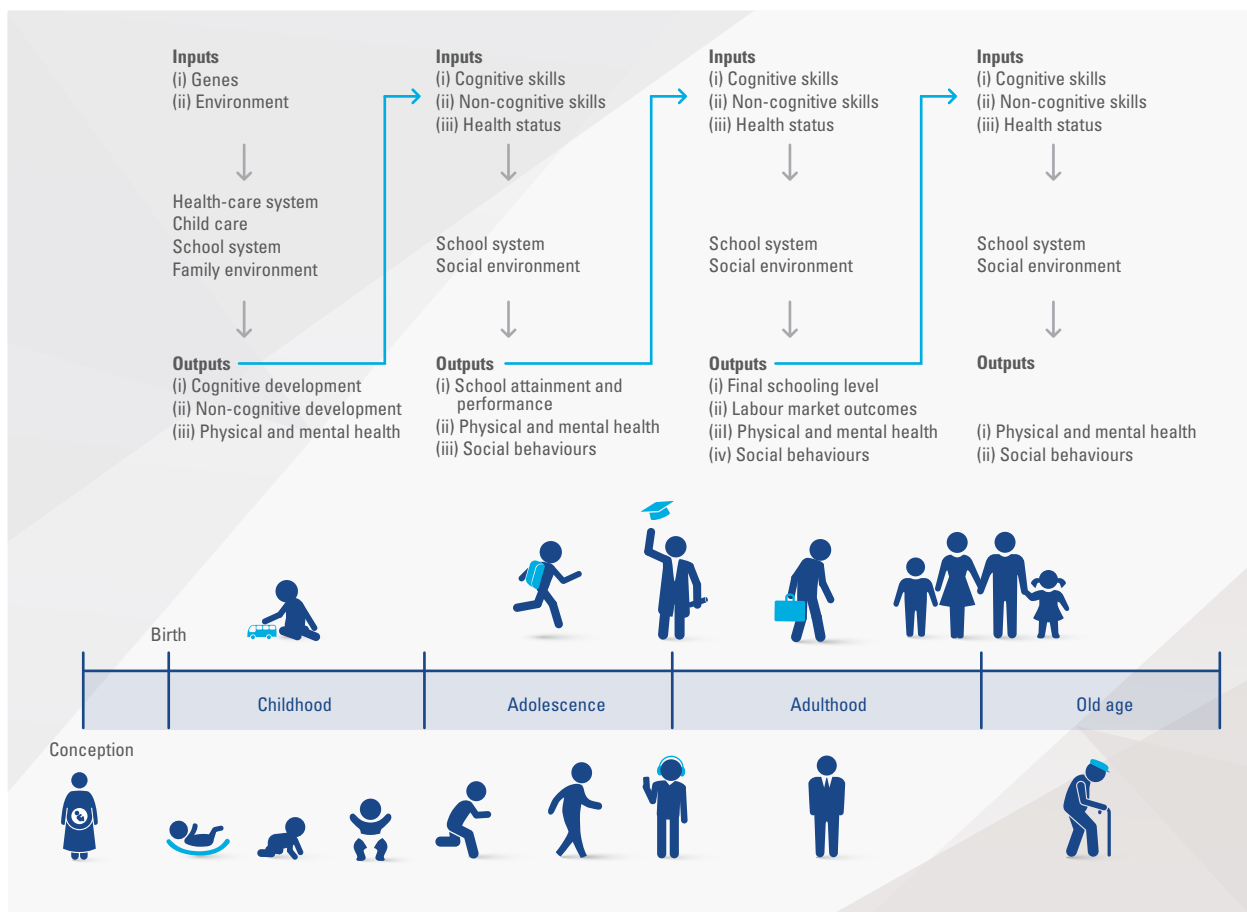 Inputs
(i) Genes
(ii) Environment
Health-care system
Child care
School system
Family environment
Outputs
(i) Cognitive development
(ii) Non-cognitive development
(iii) Physical and mental health
Inputs
(i) Cognitive skills
(ii) Non-cognitive skills
(iii) Health status
School system
Social environment
Outputs
(i) School attainment and
performance
(ii) Physical and mental health
(iii) Social behaviours
Inputs
(i) Cognitive skills
(ii) Non-cognitive skills
(iii) Health status
School system
Social environment
Outputs
(i) Final schooling level
(ii) Labour market outcomes
(iiI) Physical and mental health
(iv) Social behaviours
Inputs
(i) Cognitive skills
(ii) Non-cognitive skills
(iii) Health status
School system
Social environment
Outputs
(i) Physical and mental health
(ii) Social behaviours
Birth
Childhood
Adolescence
Adulthood
Old age
Conception